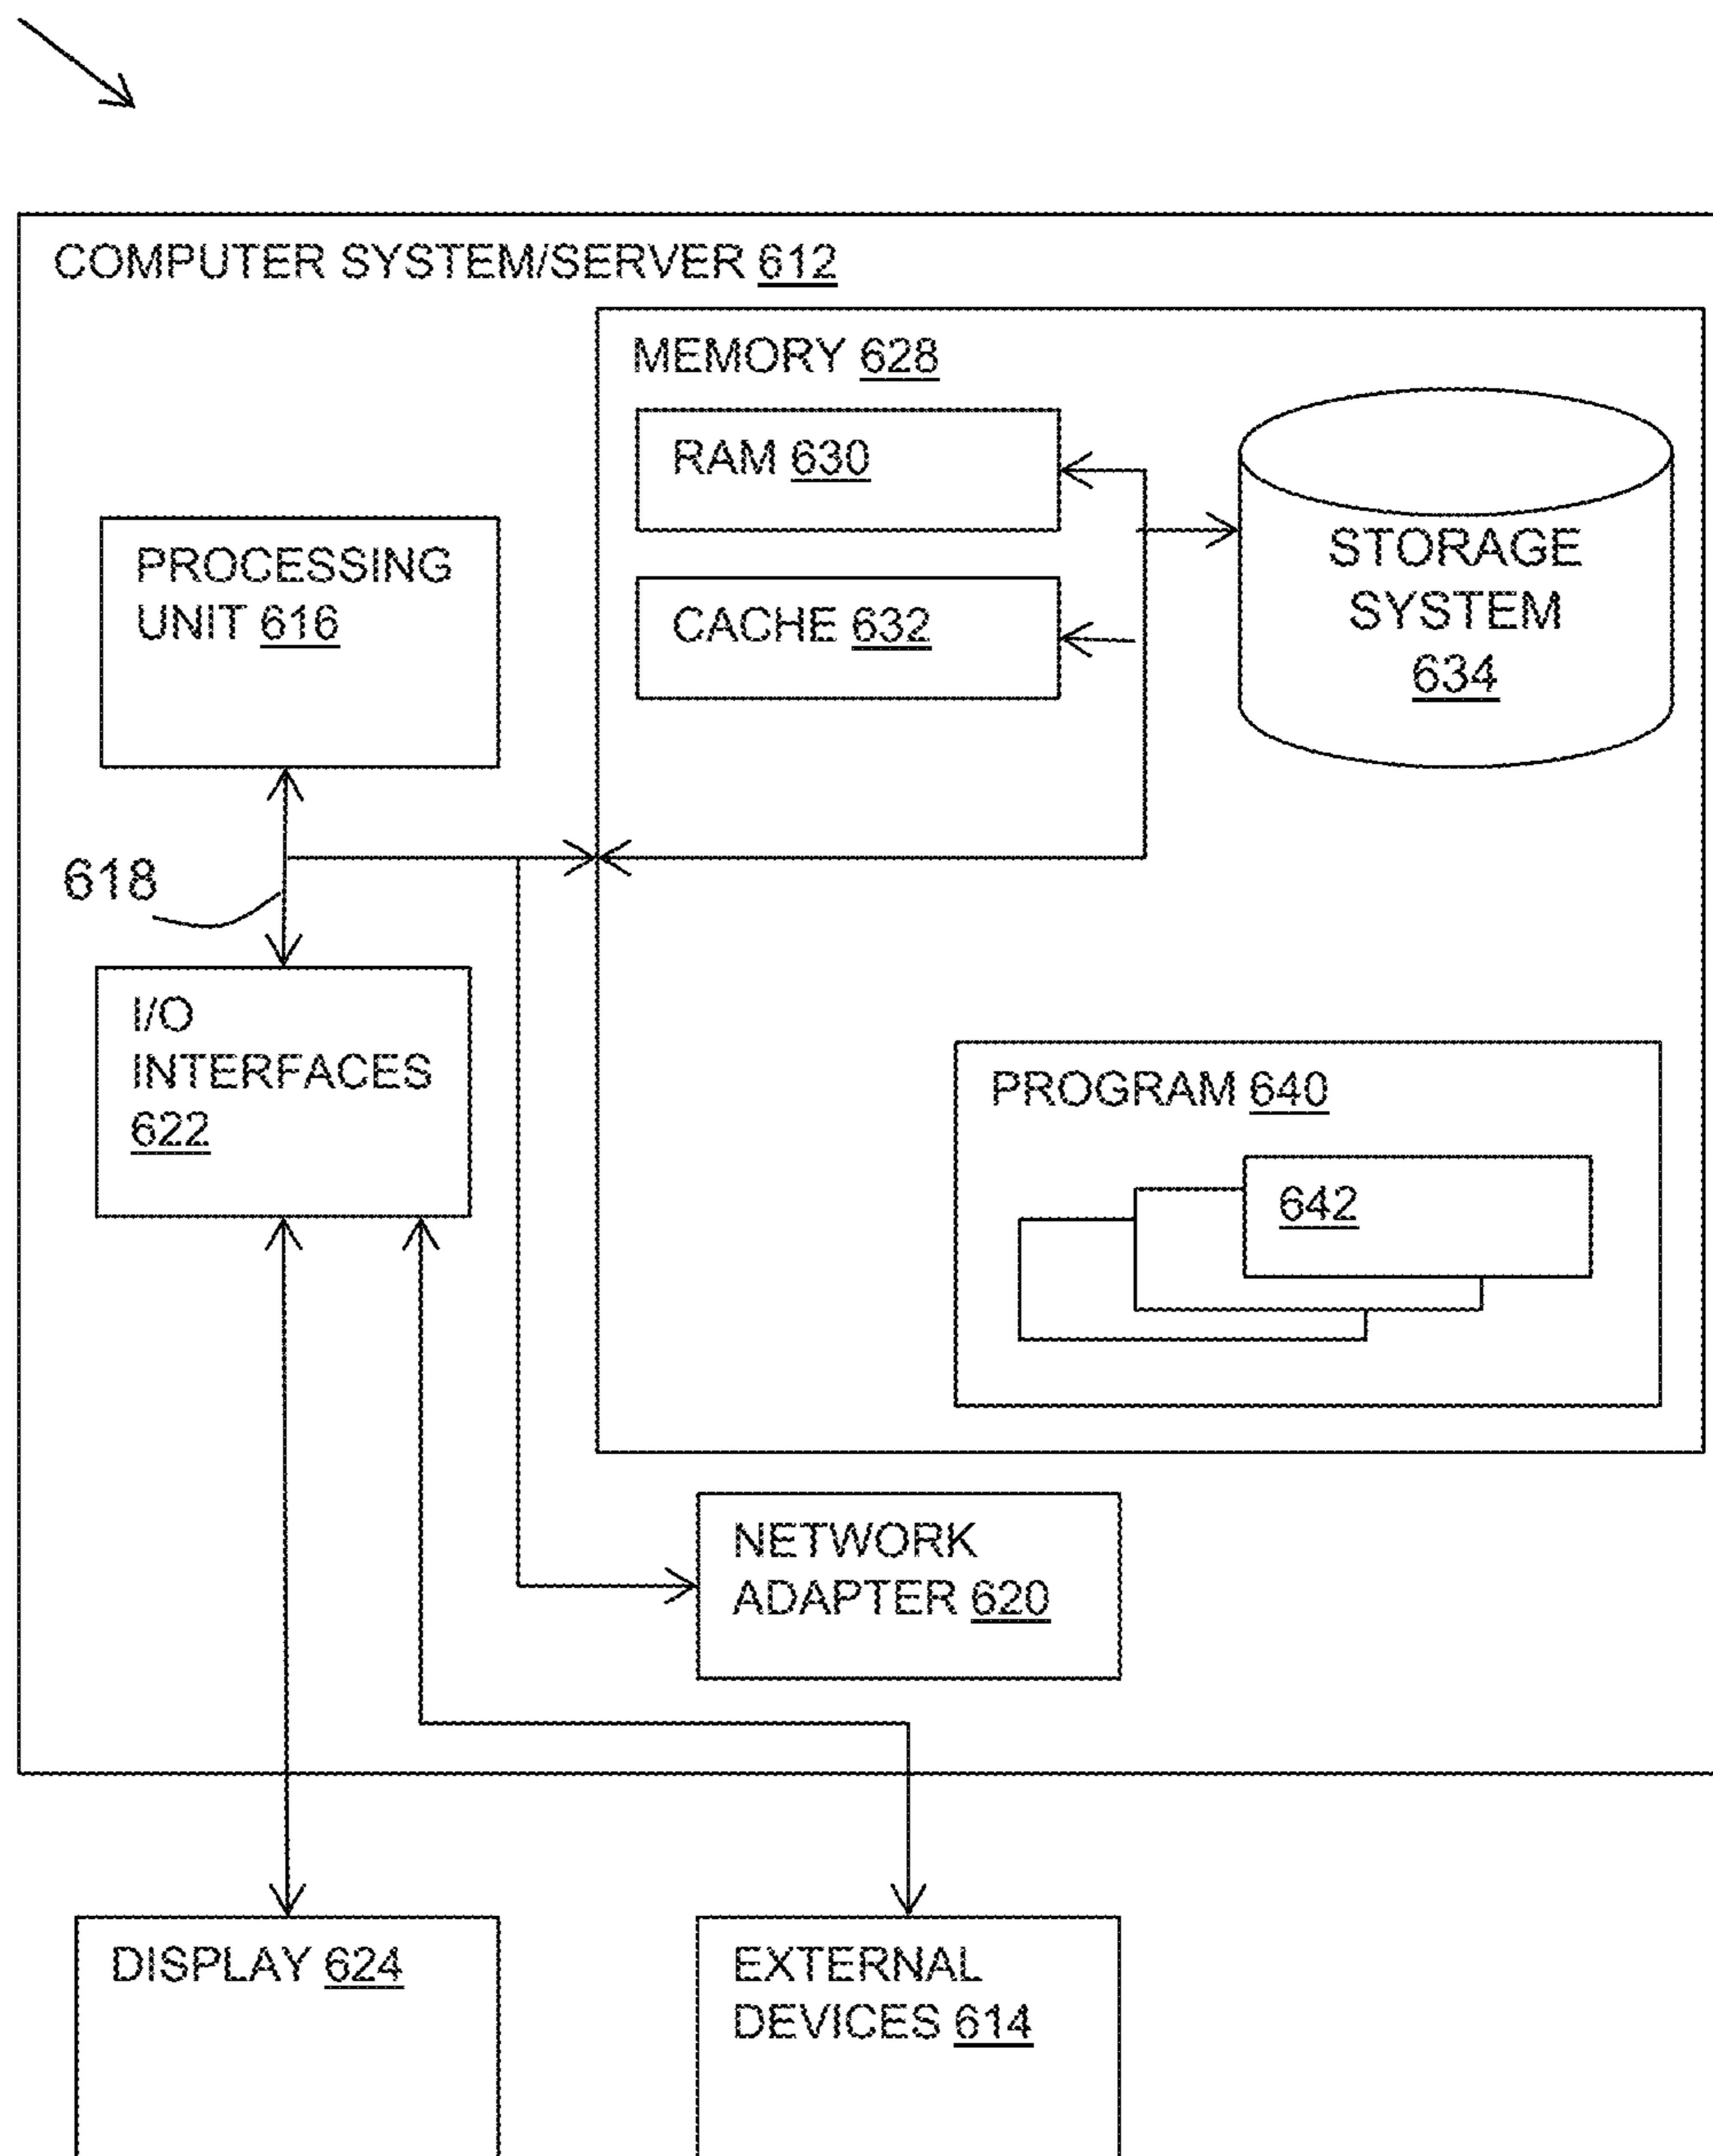 COMPUTER SYSTEM/SERVER 612
MEMORY 628
RAM 630
CACHE 632
STORAGE
SYSTEM
634
PROCESSING
UNIT 616
618
I/O
INTERFACES
622
PROGRAM 640
642
NETWORK
ADAPTER 620
DISPLAY 624
EXTERNAL
DEVICES 614